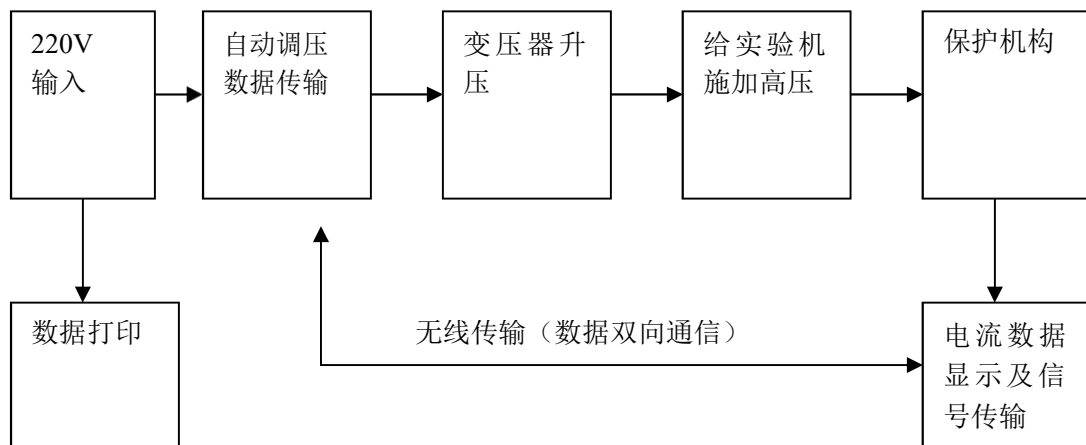 220V
输入
自动调压
数据传输
变压器升
压
给实验机
施加高压
保护机构
数据打印
无线传输（数据双向通信）
电流数据
显示及信
号传输